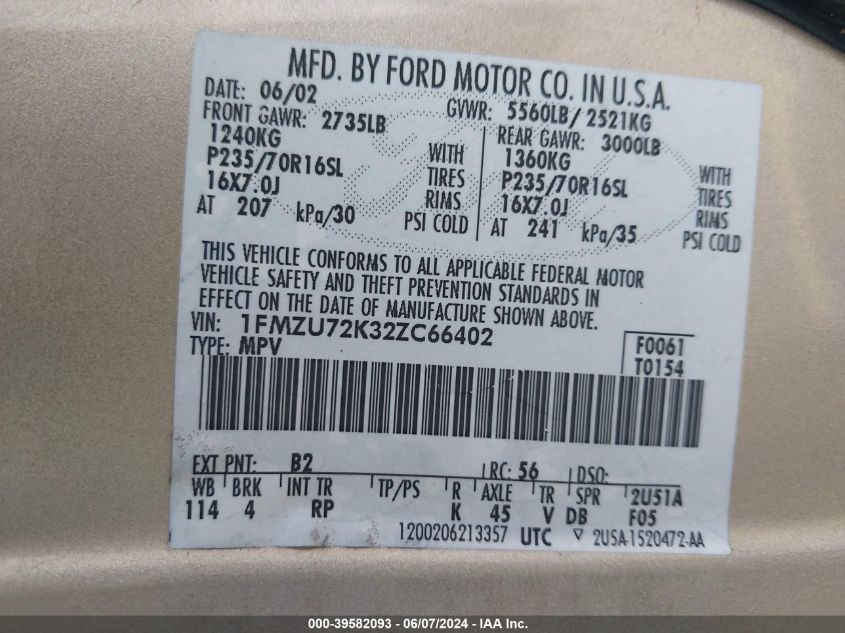 MFD. BY FORD MOTOR CO. IN U.S.A.
DATE: 06/02 GVWR: 5560LB/ 2521KG
FRONT GAWR: 2735LB REAR GAWR: 3000LB
1240KG WITH 1360KG WITH
P235/70R16SL TIRES P235/70R16SL TIRES
16X7.0J RIMS 16X7.0J RIMS
AT 207 kPa/30 PSI COLD AT 241 kPa/35 PSI COLD
THIS VEHICLE CONFORMS TO ALL APPLICABLE FEDERAL MOTOR
VEHICLE SAFETY AND THEFT PREVENTION STANDARDS IN
EFFECT ON THE DATE OF MANUFACTURE SHOWN ABOVE.
VIN: 1FMZU72K32ZC66402
TYPE: MPV
F0061
T0154
EXT PNT: B2 RC: 56 DSO:
WB BRK INT TR TP/PS R AXLE TR SPR 2U51A
114 4 RP K 45 V DB F05
1200206213357 UTC ▽ 2U5A-1520472-AA
000-39582093 - 06/07/2024 - IAA Inc.